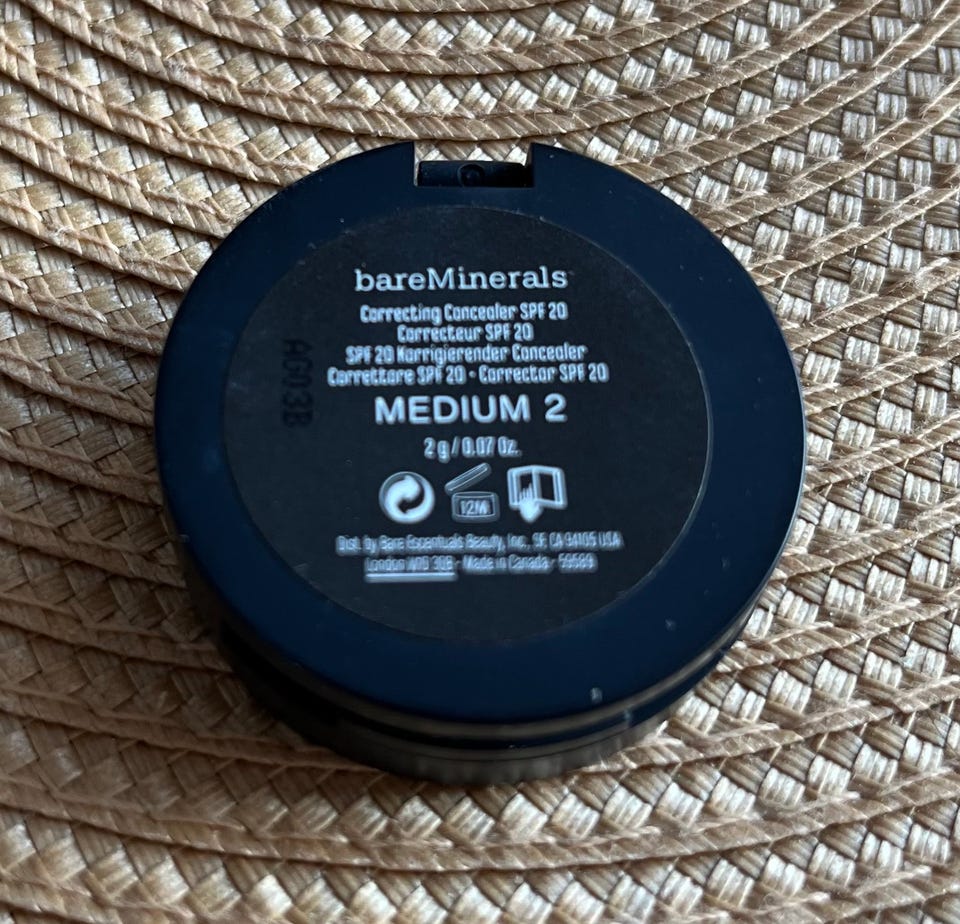 bareMinerals
Correcting Concealer SPF 20
Correcteur SPF 20
SPF 20 Korrigierender Concealer
Correttore SPF 20 - Corrector SPF 20
MEDIUM 2
2 g / 0.07 Oz.
12M
Dist. by Bare Escentuals Beauty, Inc., SF, CA 94105 USA
London W1D 3QB - Made in Canada - 59589
AG03B